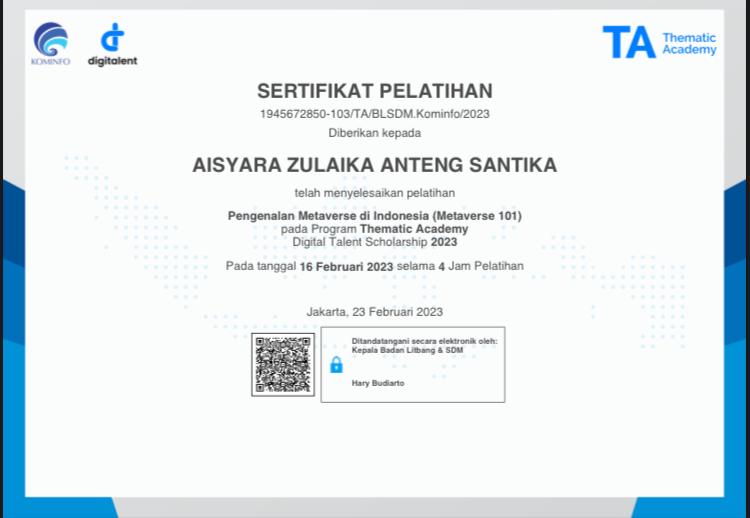 KOMINFO
digitalent
TA Thematic
Academy
SERTIFIKAT PELATIHAN
1945672850-103/TA/BLSDM.Kominfo/2023
Diberikan kepada
AISYARA ZULAIKA ANTENG SANTIKA
telah menyelesaikan pelatihan
Pengenalan Metaverse di Indonesia (Metaverse 101)
pada Program Thematic Academy
Digital Talent Scholarship 2023
Pada tanggal 16 Februari 2023 selama 4 Jam Pelatihan
Jakarta, 23 Februari 2023
Ditandatangani secara elektronik oleh:
Kepala Badan Litbang & SDM
Hary Budiarto